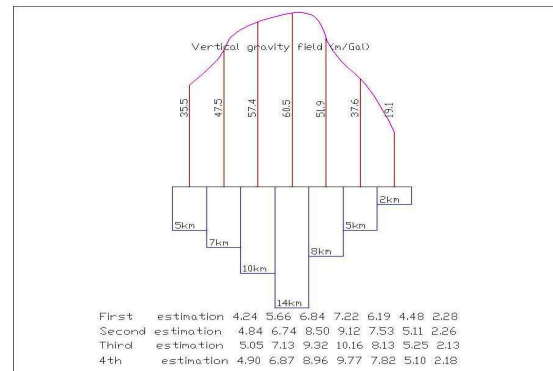 Vertical gravity field (m/Gal)
35.5 47.5 57.4 60.5 51.9 37.6 19.1
2km
5km 5km
7km
8km
10km
14km
First estimation 4.24 5.66 6.84 7.22 6.19 4.48 2.28
Second estimation 4.84 6.74 8.50 9.12 7.53 5.11 2.26
Third estimation 5.05 7.13 9.32 10.16 8.13 5.25 2.13
4th estimation 4.90 6.87 8.96 9.77 7.82 5.10 2.18